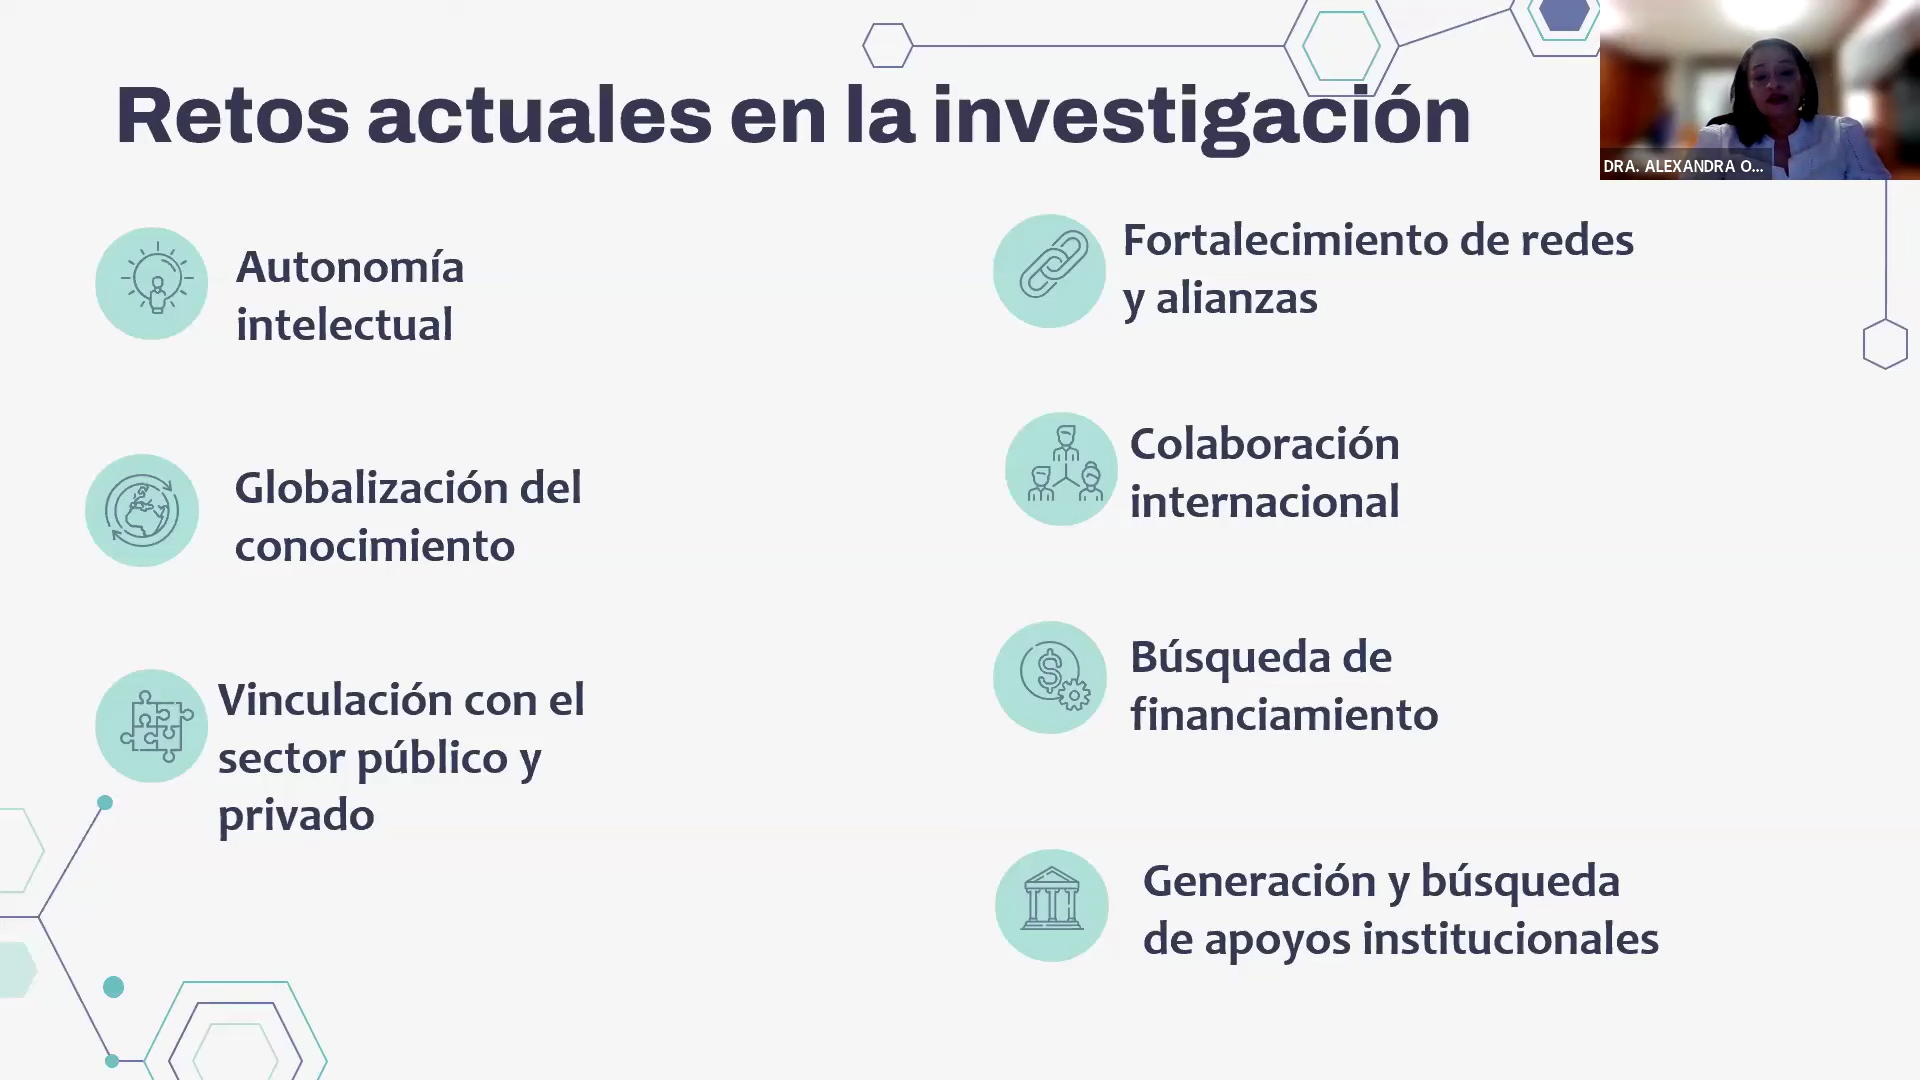 Retos actuales en la investigación
DRA. ALEXANDRA O...
Autonomía
intelectual
Globalización del
conocimiento
Vinculación con el
sector público y
privado
Fortalecimiento de redes
y alianzas
Colaboración
internacional
Búsqueda de
financiamiento
Generación y búsqueda
de apoyos institucionales